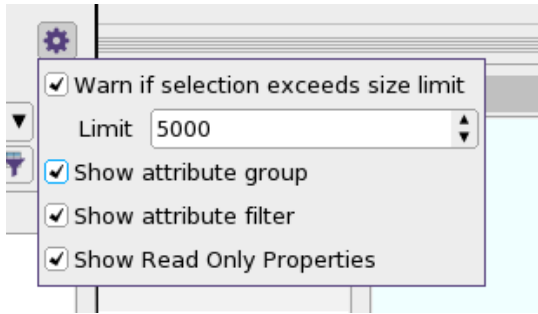 Warn if selection exceeds size limit
Limit 5000
Show attribute group
Show attribute filter
Show Read Only Properties